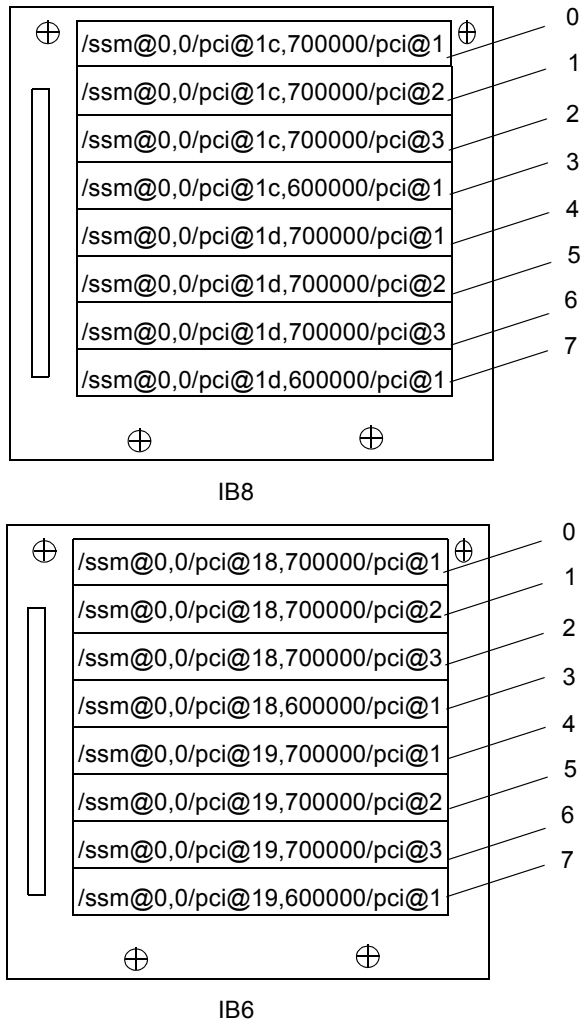 /ssm@0,0/pci@1c,700000/pci@1 0
/ssm@0,0/pci@1c,700000/pci@2 1
/ssm@0,0/pci@1c,700000/pci@3 2
/ssm@0,0/pci@1c,600000/pci@1 3
/ssm@0,0/pci@1d,700000/pci@1 4
/ssm@0,0/pci@1d,700000/pci@2 5
/ssm@0,0/pci@1d,700000/pci@3 6
/ssm@0,0/pci@1d,600000/pci@1 7
IB8
/ssm@0,0/pci@18,700000/pci@1 0
/ssm@0,0/pci@18,700000/pci@2 1
/ssm@0,0/pci@18,700000/pci@3 2
/ssm@0,0/pci@18,600000/pci@1 3
/ssm@0,0/pci@19,700000/pci@1 4
/ssm@0,0/pci@19,700000/pci@2 5
/ssm@0,0/pci@19,700000/pci@3 6
/ssm@0,0/pci@19,600000/pci@1 7
IB6